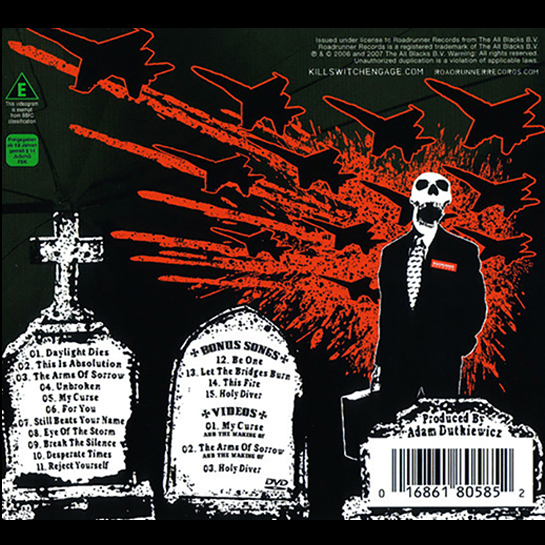 Issued under license to Roadrunner Records from The All Blacks B.V.
Roadrunner Records is a registered trademark of The All Blacks B.V.
℗ & © 2006 and 2007 The All Blacks B.V. Warning: All rights reserved.
Unauthorized duplication is a violation of applicable laws.
KILLSWITCHENGAGE.COM ROADRUNNERRECORDS.COM
E
This videogram
is exempt
from BBFC
classification
Freigegeben
ab 12 Jahren
gemäß § 14
JuSchG
FSK
01. Daylight Dies
02. This Is Absolution
03. The Arms Of Sorrow
04. Unbroken
05. My Curse
06. For You
07. Still Beats Your Name
08. Eye Of The Storm
09. Break The Silence
10. Desperate Times
11. Reject Yourself
BONUS SONGS
12. Be One
13. Let The Bridges Burn
14. This Fire
15. Holy Diver
VIDEOS
01. My Curse
AND THE MAKING OF
02. The Arms Of Sorrow
AND THE MAKING OF
03. Holy Diver
DVD
Produced By
Adam Dutkiewicz
0 16861 80585 2